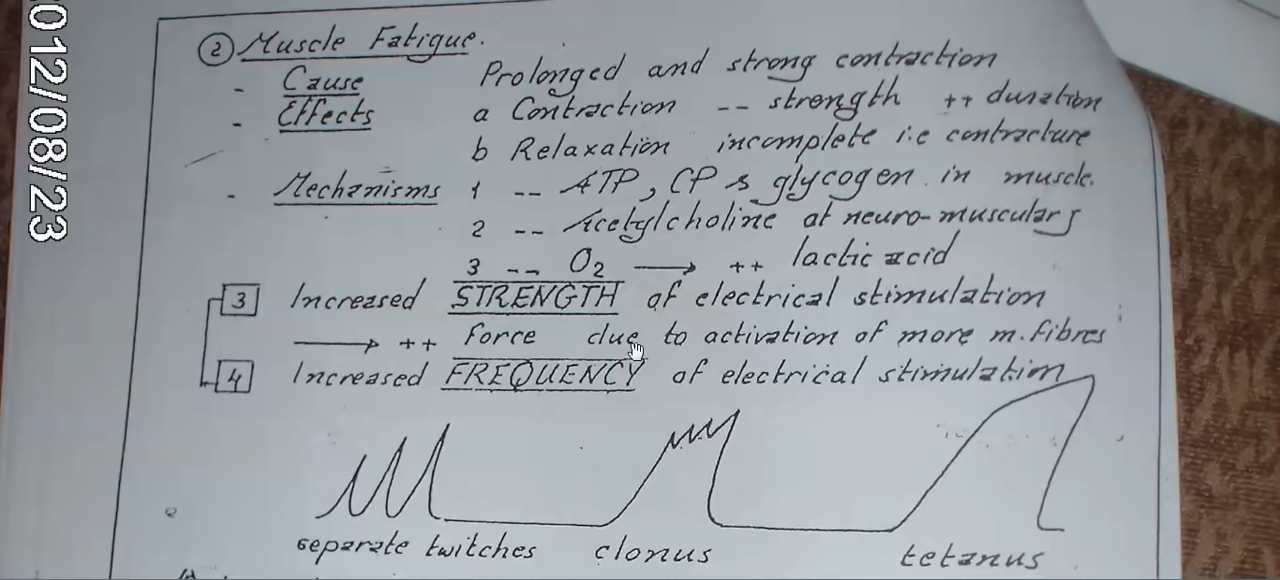 2012/08/23
② Muscle Fatigue.
- Cause Prolonged and strong contraction
- Effects a Contraction -- strength ++ duration
b Relaxation incomplete i.e contracture
- Mechanisms 1 -- ATP, CP & glycogen in muscle.
2 -- Acetylcholine at neuro-muscular j
3 -- O₂ → ++ lactic acid
3 Increased STRENGTH of electrical stimulation
→ ++ force due to activation of more m. fibres
4 Increased FREQUENCY of electrical stimulation
separate twitches clonus tetanus